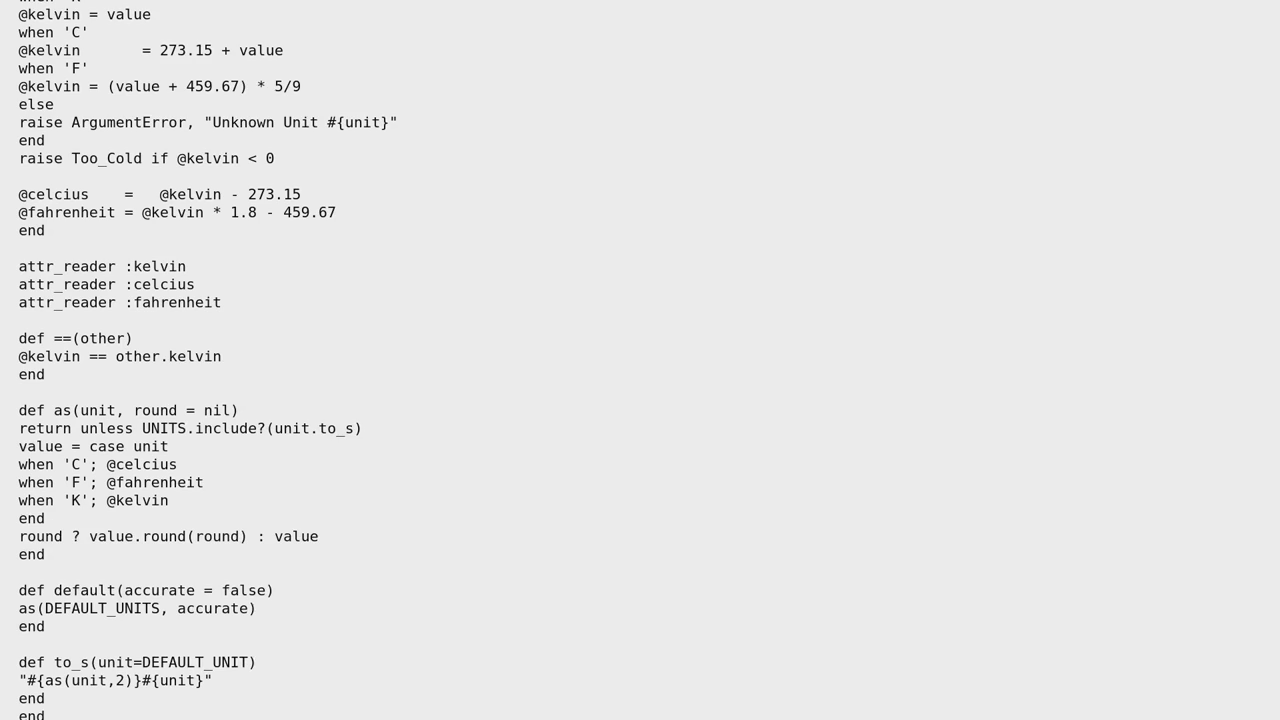 when 'K'
@kelvin = value
when 'C'
@kelvin       = 273.15 + value
when 'F'
@kelvin = (value + 459.67) * 5/9
else
raise ArgumentError, "Unknown Unit #{unit}"
end
raise Too_Cold if @kelvin < 0

@celcius    =   @kelvin - 273.15
@fahrenheit = @kelvin * 1.8 - 459.67
end

attr_reader :kelvin
attr_reader :celcius
attr_reader :fahrenheit

def ==(other)
@kelvin == other.kelvin
end

def as(unit, round = nil)
return unless UNITS.include?(unit.to_s)
value = case unit
when 'C'; @celcius
when 'F'; @fahrenheit
when 'K'; @kelvin
end
round ? value.round(round) : value
end

def default(accurate = false)
as(DEFAULT_UNITS, accurate)
end

def to_s(unit=DEFAULT_UNIT)
"#{as(unit,2)}#{unit}"
end
end